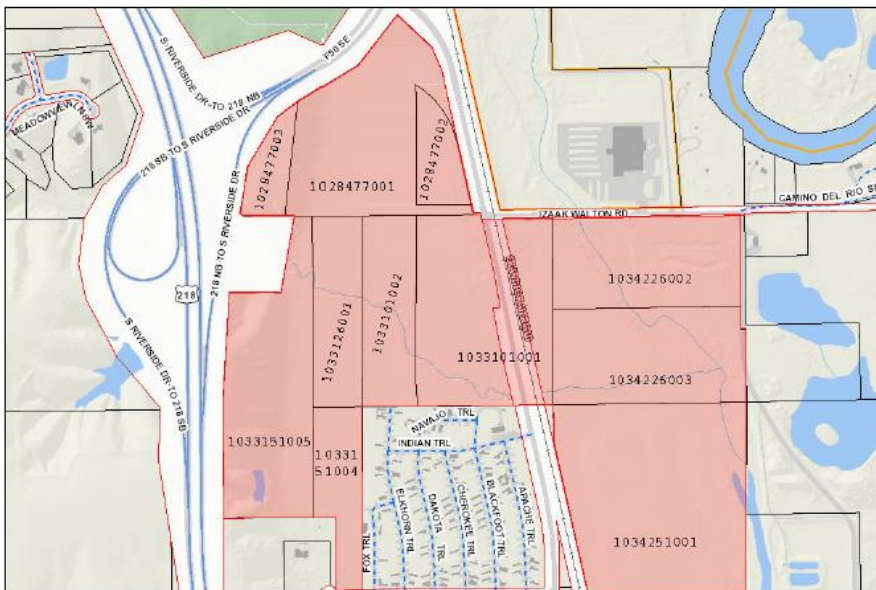 S RIVERSIDE DR-TO 218 NB
F50 SE
MEADOWVIEW LN SW
218 SB TO S RIVERSIDE DR
1028477003
1028477001
1028477002
CAMINO DEL RIO SE
IZAAK WALTON RD
218 NB TO S RIVERSIDE DR
218
S RIVERSIDE DR-TO 218 SB
1033126001
1033101002
1033101001
1034226002
1034226003
1033151005
10331
51004
NAVAJO TRL
INDIAN TRL
ELKHORN TRL
DAKOTA TRL
CHEROKEE TRL
BLACKFOOT TRL
APACHE TRL
FOX TRL
1034251001